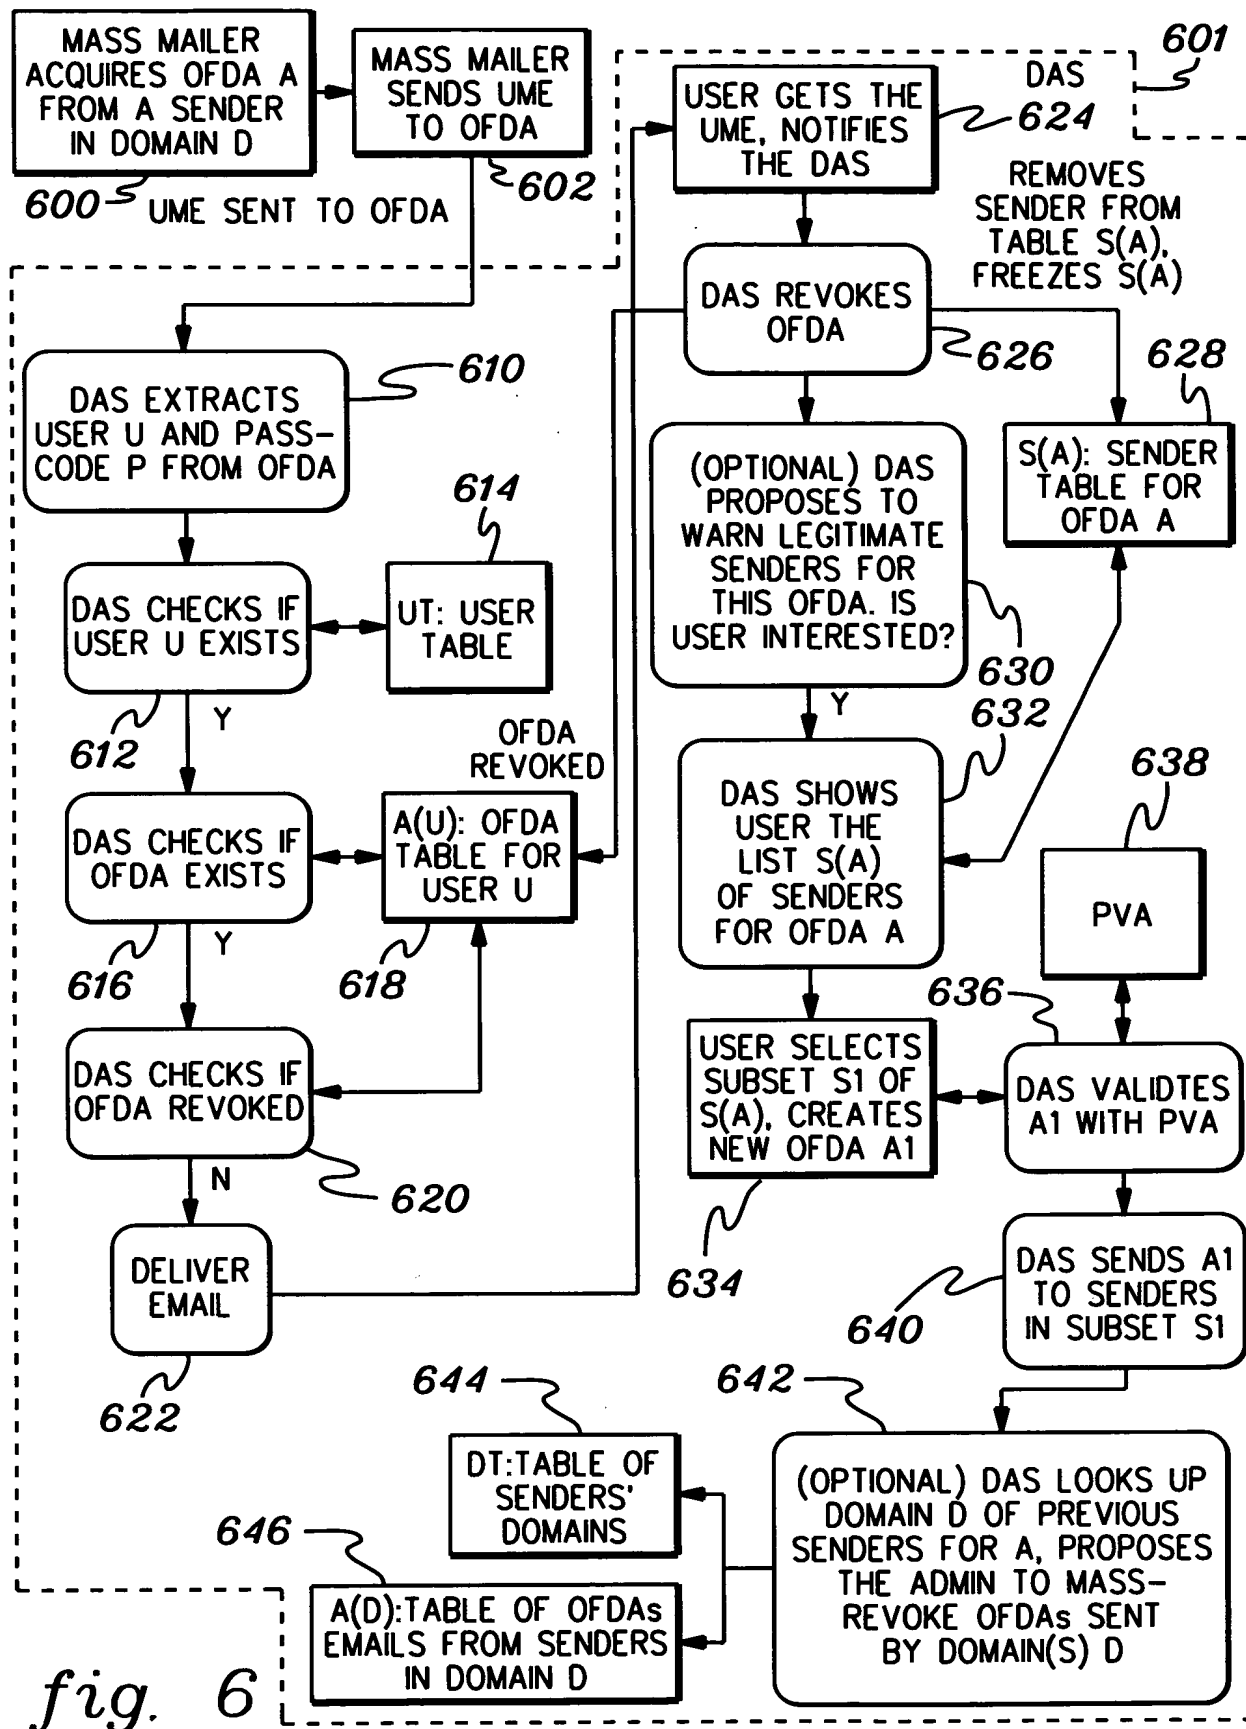 MASS MAILER
ACQUIRES OFDA A
FROM A SENDER
IN DOMAIN D
600
MASS MAILER
SENDS UME
TO OFDA
602
UME SENT TO OFDA
601
DAS
USER GETS THE
UME, NOTIFIES
THE DAS
624
REMOVES
SENDER FROM
TABLE S(A),
FREEZES S(A)
DAS REVOKES
OFDA
626
628
S(A): SENDER
TABLE FOR
OFDA A
DAS EXTRACTS
USER U AND PASS-
CODE P FROM OFDA
610
614
UT: USER
TABLE
DAS CHECKS IF
USER U EXISTS
612
Y
(OPTIONAL) DAS
PROPOSES TO
WARN LEGITIMATE
SENDERS FOR
THIS OFDA. IS
USER INTERESTED?
630
Y
632
OFDA
REVOKED
DAS CHECKS IF
OFDA EXISTS
616
Y
A(U): OFDA
TABLE FOR
USER U
618
DAS SHOWS
USER THE
LIST S(A)
OF SENDERS
FOR OFDA A
638
PVA
636
DAS CHECKS IF
OFDA REVOKED
620
N
USER SELECTS
SUBSET S1 OF
S(A), CREATES
NEW OFDA A1
634
DAS VALIDTES
A1 WITH PVA
DELIVER
EMAIL
622
DAS SENDS A1
TO SENDERS
IN SUBSET S1
640
644
642
DT:TABLE OF
SENDERS'
DOMAINS
646
A(D):TABLE OF OFDAs
EMAILS FROM SENDERS
IN DOMAIN D
(OPTIONAL) DAS LOOKS UP
DOMAIN D OF PREVIOUS
SENDERS FOR A, PROPOSES
THE ADMIN TO MASS-
REVOKE OFDAs SENT
BY DOMAIN(S) D
fig. 6